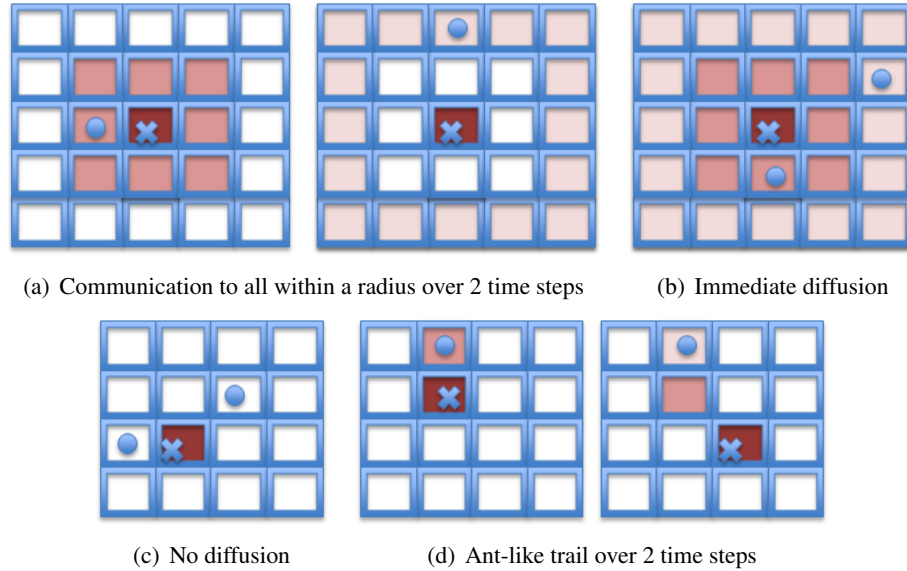 (a) Communication to all within a radius over 2 time steps
(b) Immediate diffusion
(c) No diffusion
(d) Ant-like trail over 2 time steps